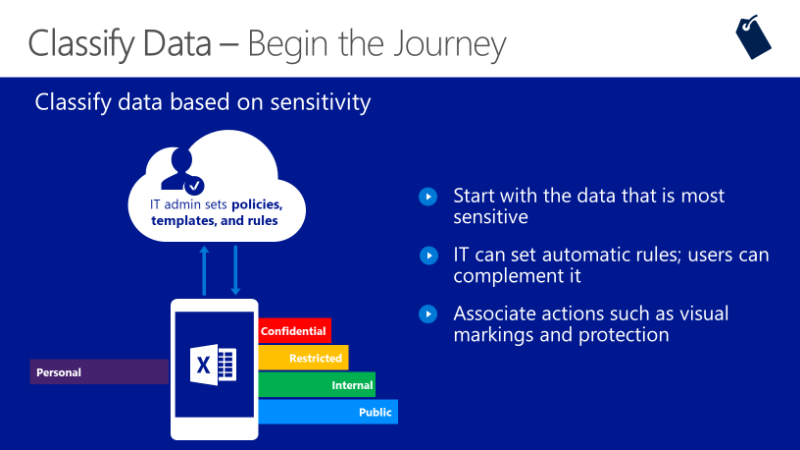 Classify Data – Begin the Journey
Classify data based on sensitivity
IT admin sets policies,
templates, and rules
Start with the data that is most
sensitive
IT can set automatic rules; users can
complement it
Associate actions such as visual
markings and protection
Confidential
Restricted
Internal
Public
Personal
X